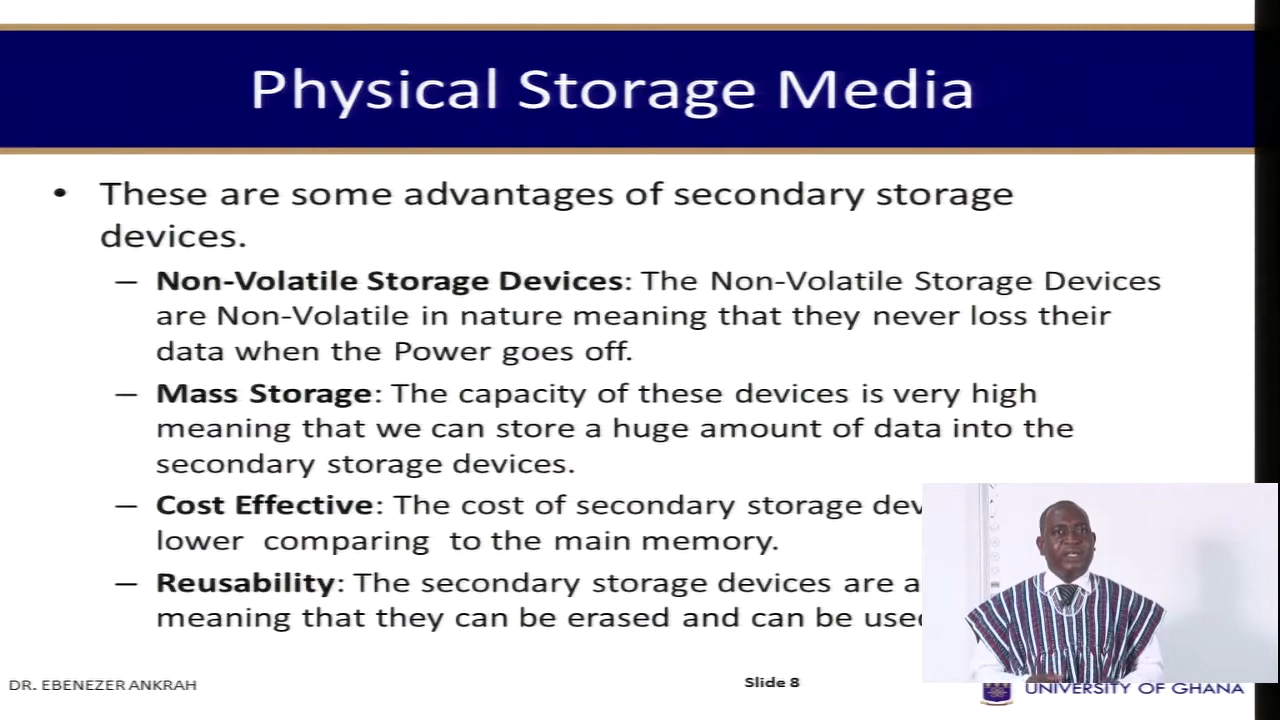 Physical Storage Media
• These are some advantages of secondary storage
devices.
– Non-Volatile Storage Devices: The Non-Volatile Storage Devices
are Non-Volatile in nature meaning that they never loss their
data when the Power goes off.
– Mass Storage: The capacity of these devices is very high
meaning that we can store a huge amount of data into the
secondary storage devices.
– Cost Effective: The cost of secondary storage
lower comparing to the main memory.
– Reusability: The secondary storage devices are
meaning that they can be erased and can be
DR. EBENEZER ANKRAH
Slide 8
UNIVERSITY OF GHANA